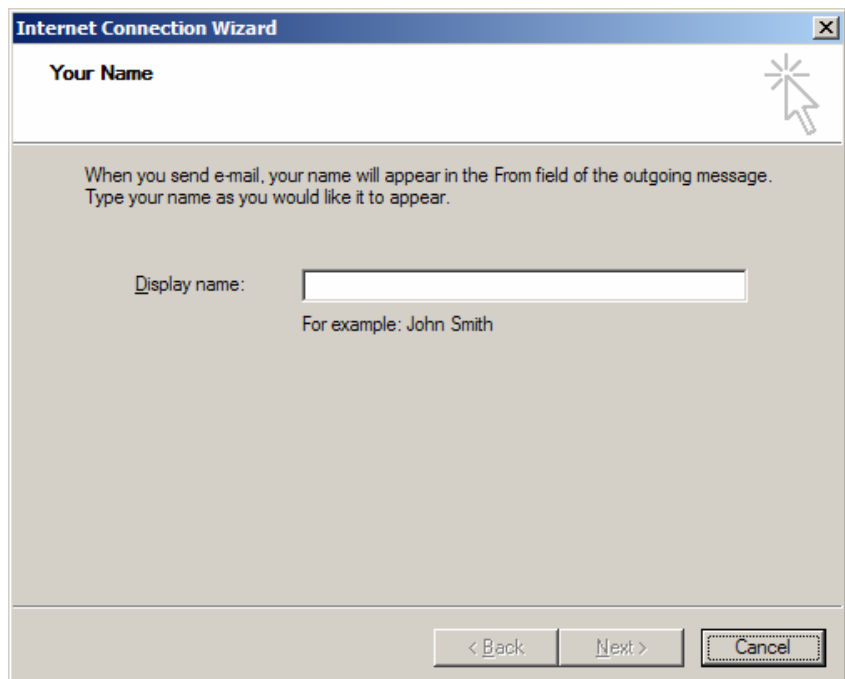 Internet Connection Wizard
Your Name
When you send e-mail, your name will appear in the From field of the outgoing message.
Type your name as you would like it to appear.
Display name:
For example: John Smith
< Back Next > Cancel